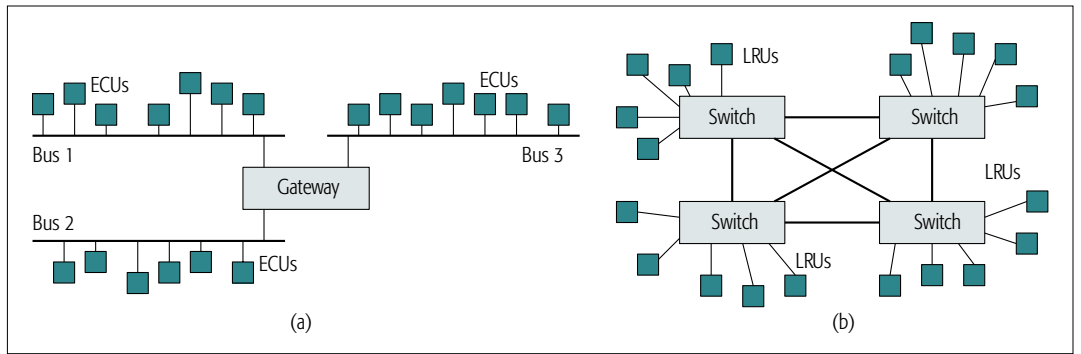 ECUs
Bus 1
ECUs
Bus 3
Gateway
Bus 2
ECUs
(a)
LRUs
Switch
Switch
LRUs
Switch
Switch
LRUs
(b)